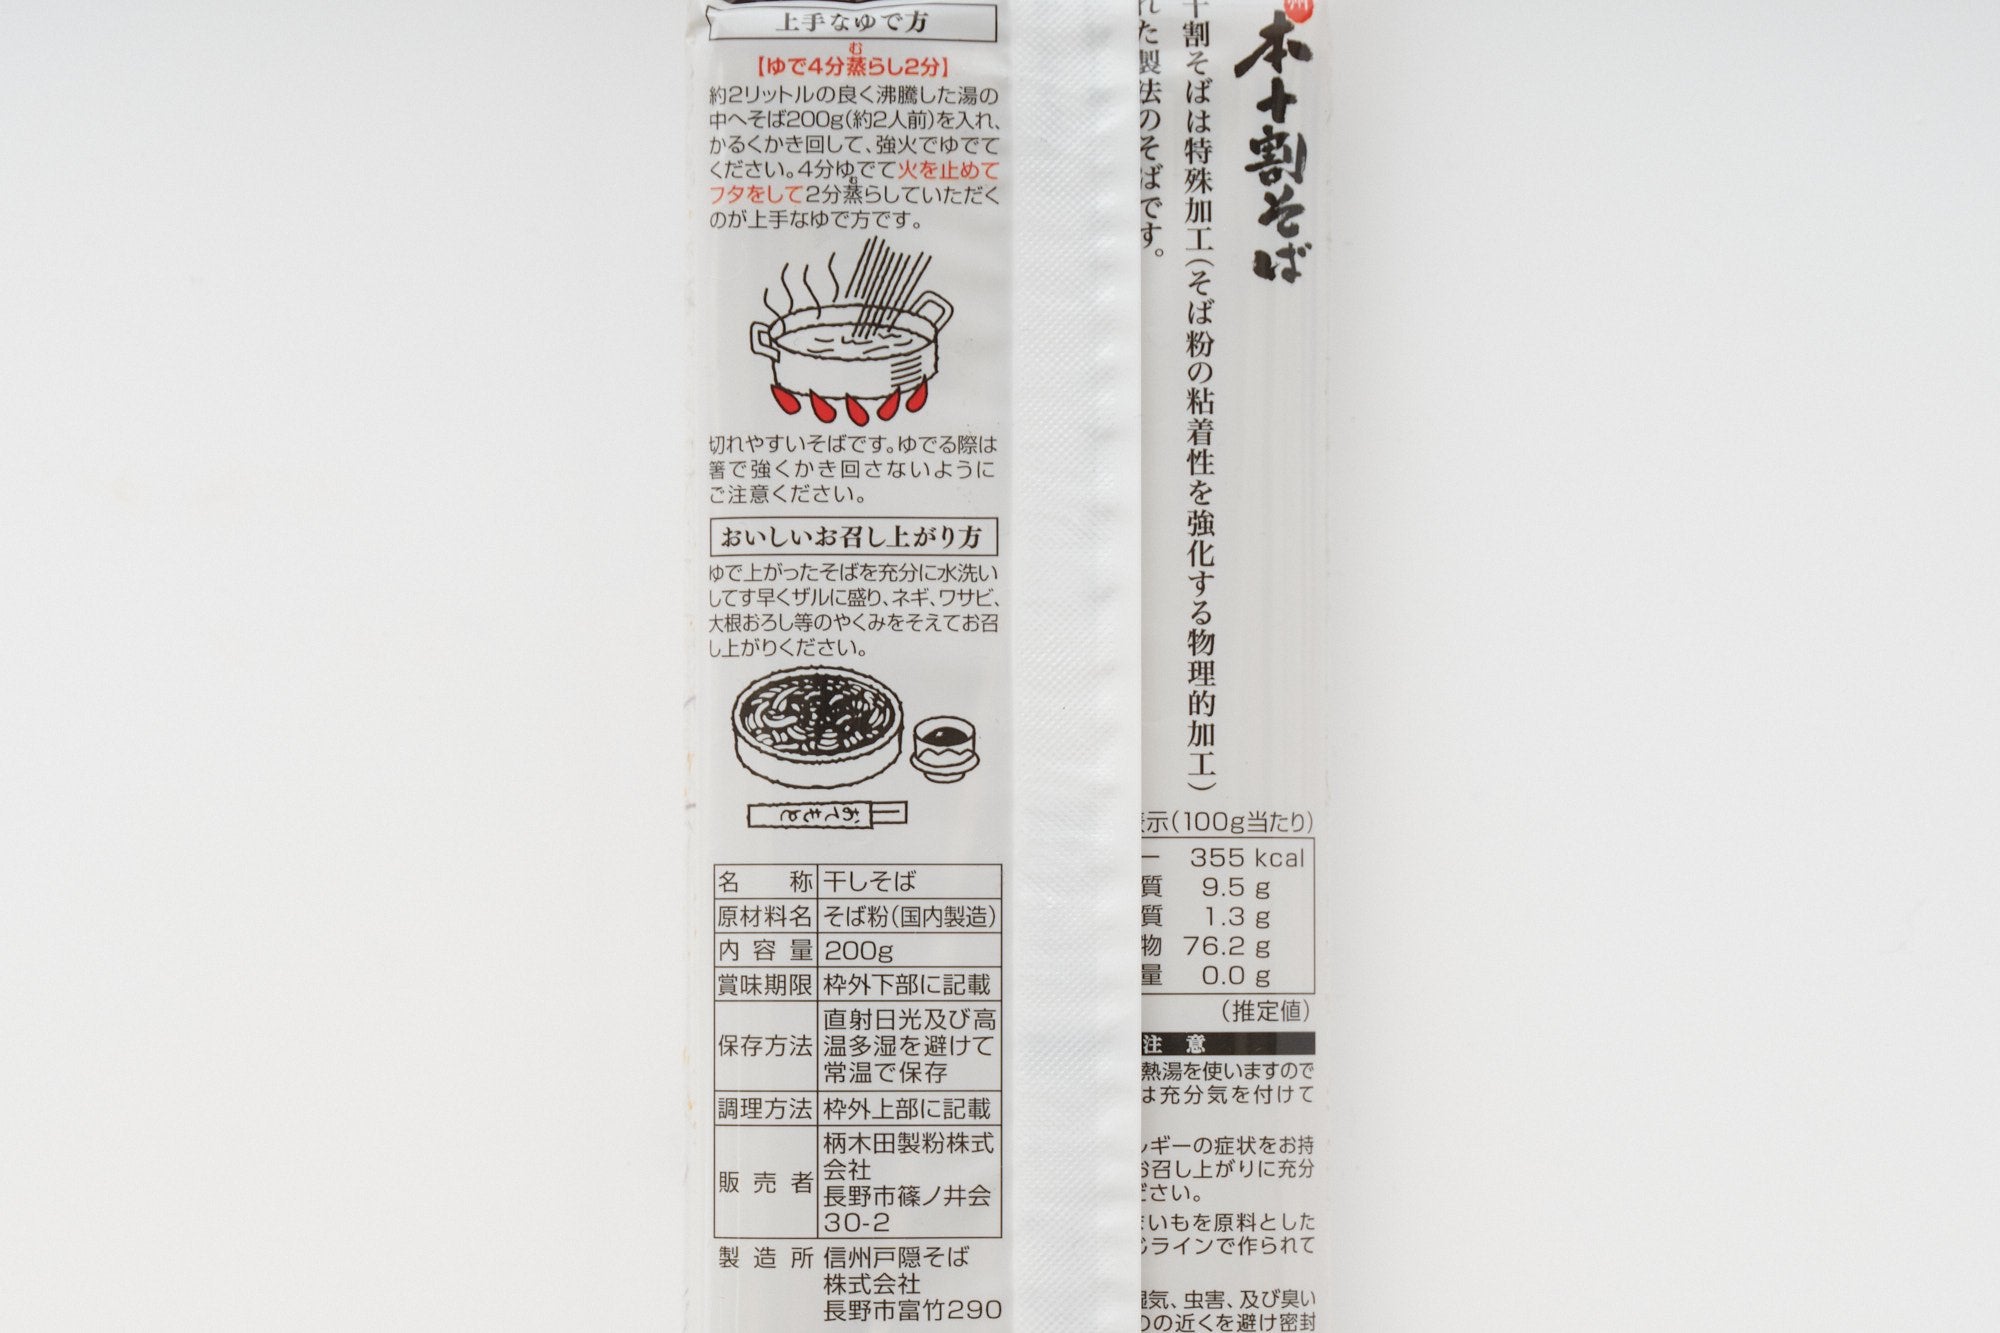 上手なゆで方
【ゆで4分蒸らし2分】
約2リットルの良く沸騰した湯の
中へそば200g(約2人前)を入れ、
かるくかき回して、強火でゆでて
ください。4分ゆでて火を止めて
フタをして2分蒸らしていただく
のが上手なゆで方です。
切れやすいそばです。ゆでる際は
箸で強くかき回さないように
ご注意ください。
おいしいお召し上がり方
ゆで上がったそばを充分に水洗い
してす早くザルに盛り、ネギ、ワサビ、
大根おろし等のやくみをそえてお召
し上がりください。
おてもと
名称 干しそば
原材料名 そば粉(国内製造)
内容量 200g
賞味期限 枠外下部に記載
保存方法 直射日光及び高
温多湿を避けて
常温で保存
調理方法 枠外上部に記載
販売者 柄木田製粉株式
会社
長野市篠ノ井会
30-2
製造所 信州戸隠そば
株式会社
長野市富竹290
州
本十割そば
十割そばは特殊加工(そば粉の粘着性を強化する物理的加工)
れた製法のそばです。
表示(100g当たり)
ー 355 kcal
質 9.5 g
質 1.3 g
物 76.2 g
量 0.0 g
(推定値)
注意
熱湯を使いますので
は充分気を付けて
ルギーの症状をお持
お召し上がりに充分
ださい。
まいもを原料とした
じラインで作られて
湿気、虫害、及び臭い
のの近くを避け密封